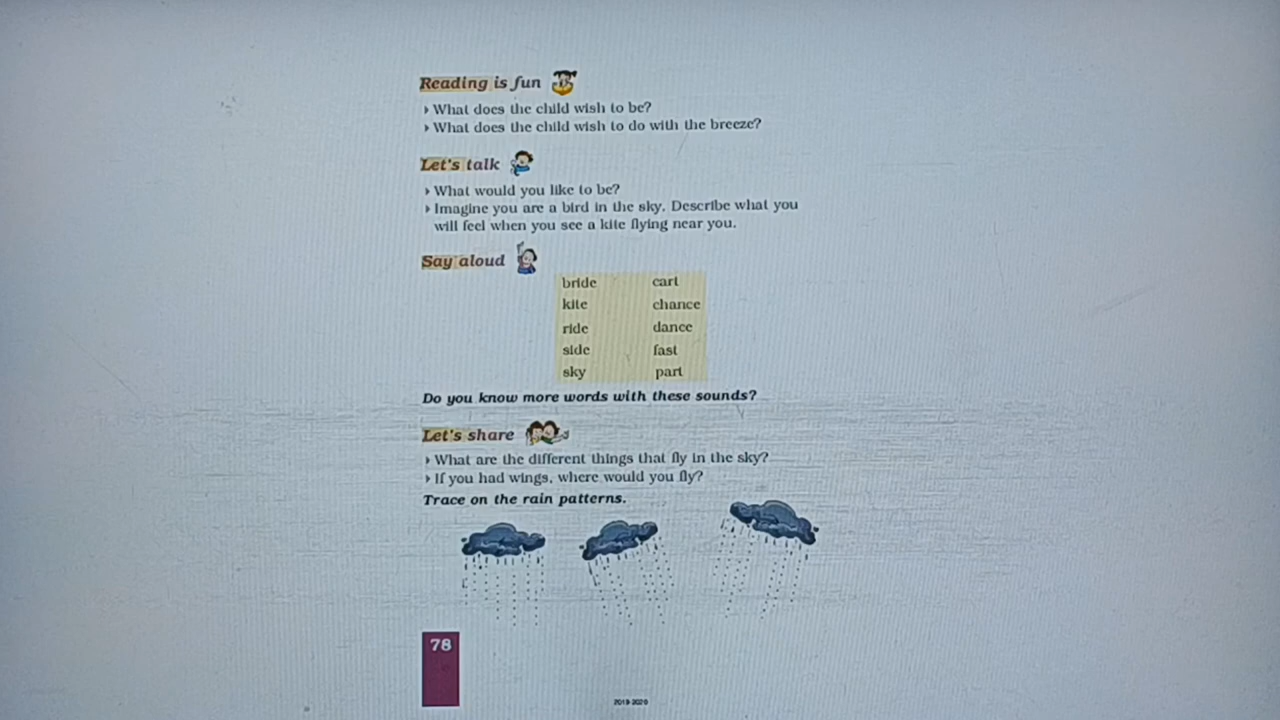 Reading is fun
What does the child wish to be?
What does the child wish to do with the breeze?
Let's talk
What would you like to be?
Imagine you are a bird in the sky. Describe what you
will feel when you see a kite flying near you.
Say aloud
bride cart
kite chance
ride dance
side fast
sky part
Do you know more words with these sounds?
Let's share
What are the different things that fly in the sky?
If you had wings, where would you fly?
Trace on the rain patterns.
78
2019-2020